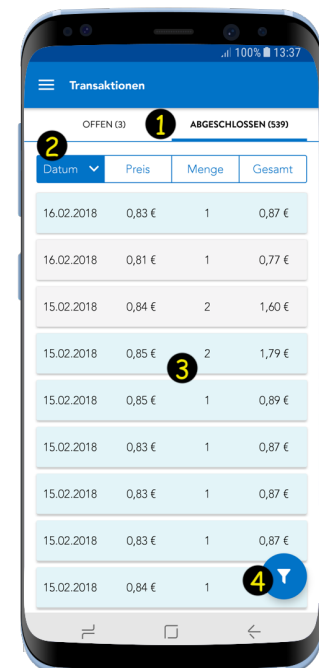 100% 13:37
Transaktionen
OFFEN (3) 1 ABGESCHLOSSEN (539)
2
Datum Preis Menge Gesamt
16.02.2018 0,83 € 1 0,87 €
16.02.2018 0,81 € 1 0,77 €
15.02.2018 0,84 € 2 1,60 €
15.02.2018 0,85 € 2 1,79 €
3
15.02.2018 0,85 € 1 0,89 €
15.02.2018 0,83 € 1 0,87 €
15.02.2018 0,83 € 1 0,87 €
15.02.2018 0,83 € 1 0,87 €
15.02.2018 0,84 € 1 4